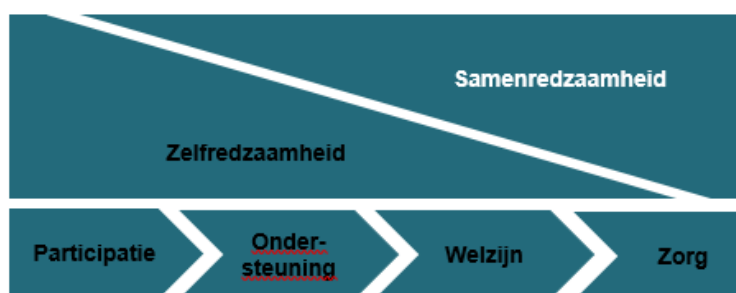 Samenredzaamheid
Zelfredzaamheid
Participatie
Onder-
steuning
Welzijn
Zorg